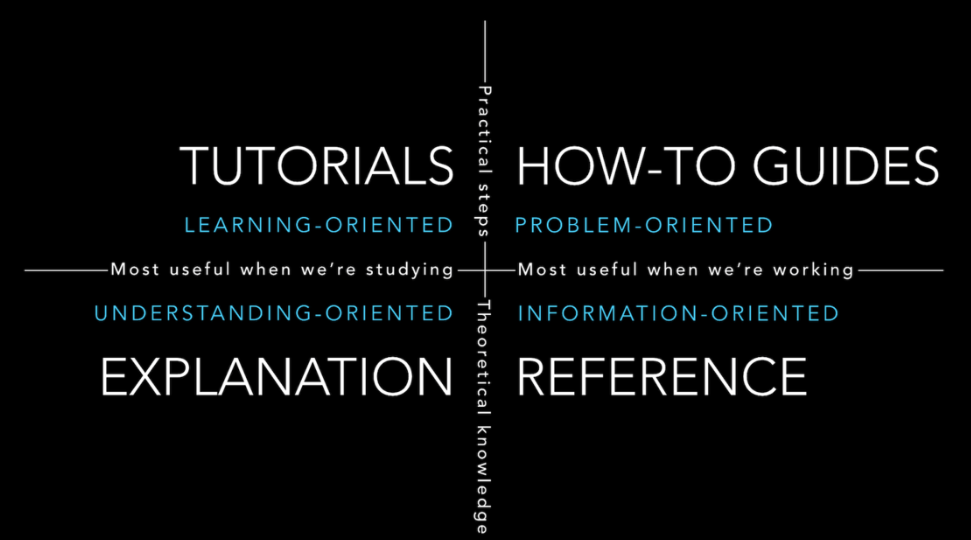 Practical steps
TUTORIALS
HOW-TO GUIDES
LEARNING-ORIENTED
PROBLEM-ORIENTED
Most useful when we're studying
Most useful when we're working
UNDERSTANDING-ORIENTED
INFORMATION-ORIENTED
EXPLANATION
REFERENCE
Theoretical knowledge